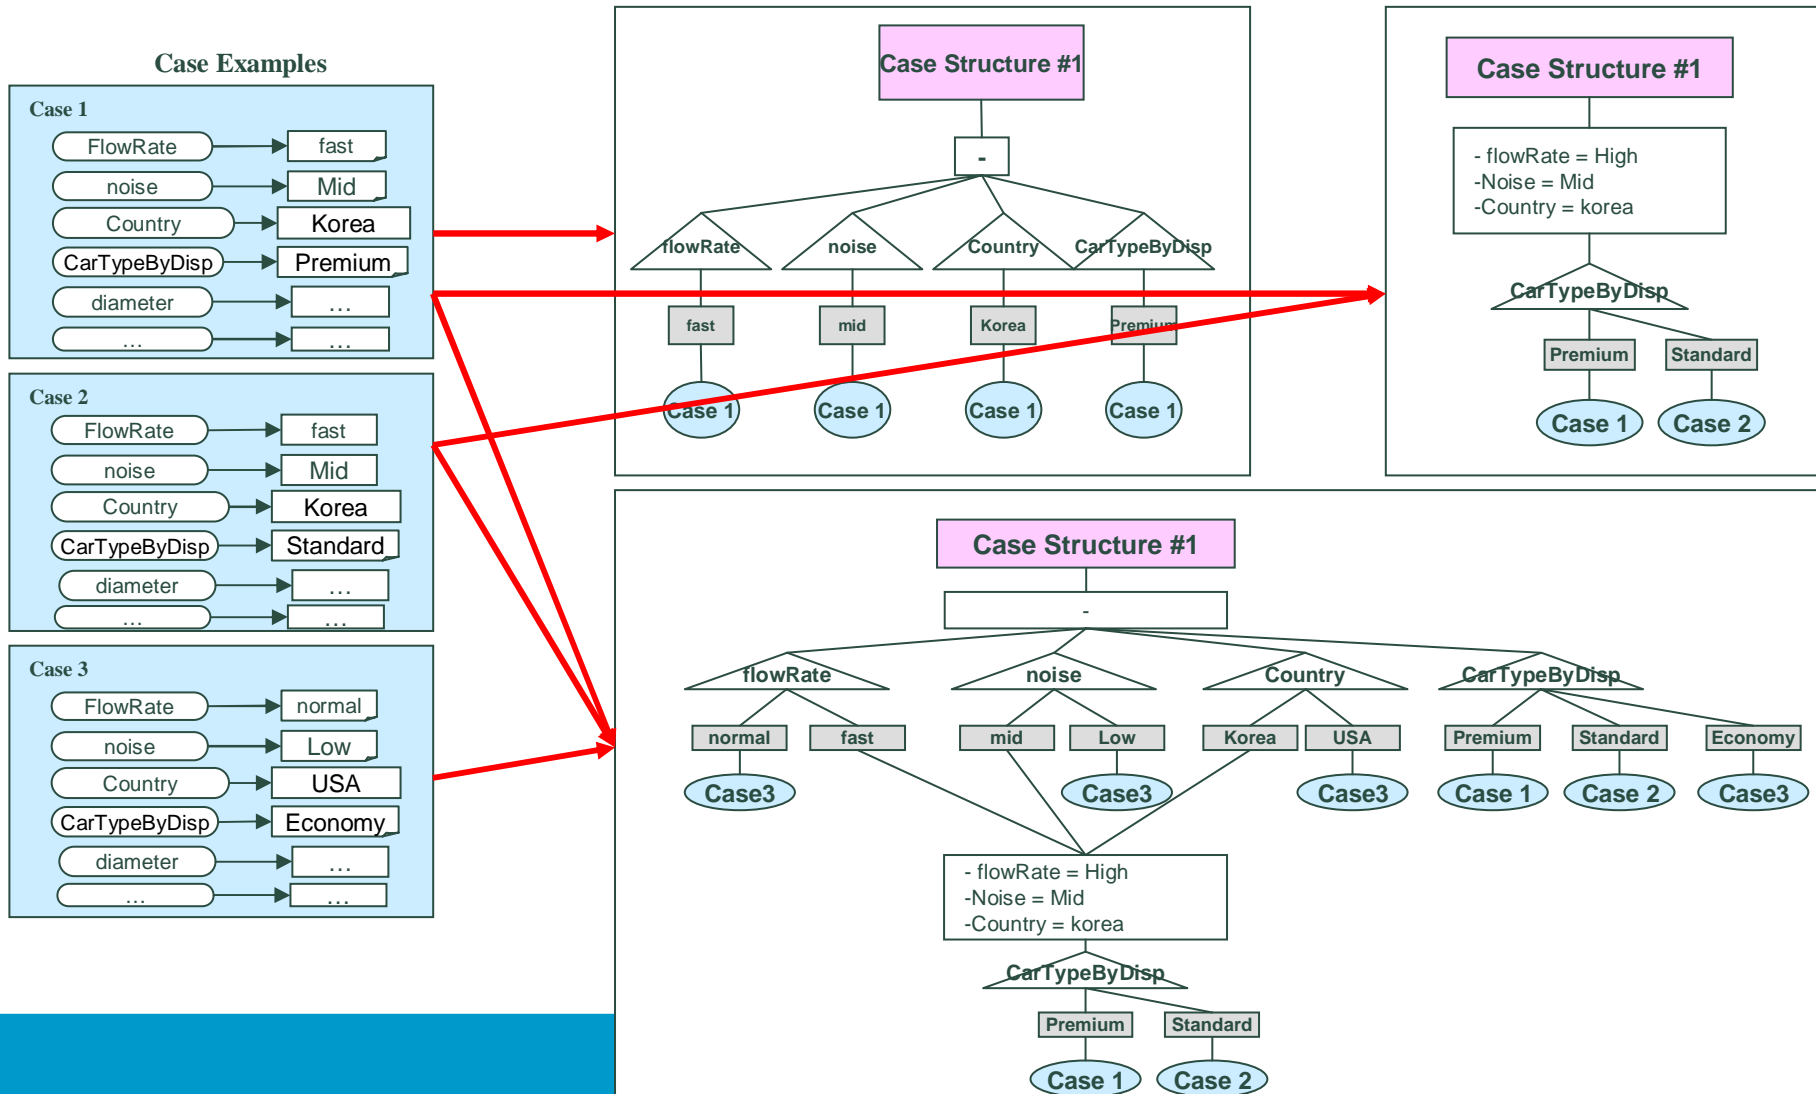 Case Examples
Case 1
FlowRate
fast
noise
Mid
Country
Korea
CarTypeByDisp
Premium
diameter
...
...
...
Case 2
FlowRate
fast
noise
Mid
Country
Korea
CarTypeByDisp
Standard
diameter
...
...
...
Case 3
FlowRate
normal
noise
Low
Country
USA
CarTypeByDisp
Economy
diameter
...
...
...
Case Structure #1
-
flowRate
noise
Country
CarTypeByDisp
fast
mid
Korea
Premium
Case 1
Case 1
Case 1
Case 1
Case Structure #1
- flowRate = High
-Noise = Mid
-Country = korea
CarTypeByDisp
Premium
Standard
Case 1
Case 2
Case Structure #1
-
flowRate
noise
Country
CarTypeByDisp
normal
fast
mid
Low
Korea
USA
Premium
Standard
Economy
Case3
Case3
Case3
Case 1
Case 2
Case3
- flowRate = High
-Noise = Mid
-Country = korea
CarTypeByDisp
Premium
Standard
Case 1
Case 2